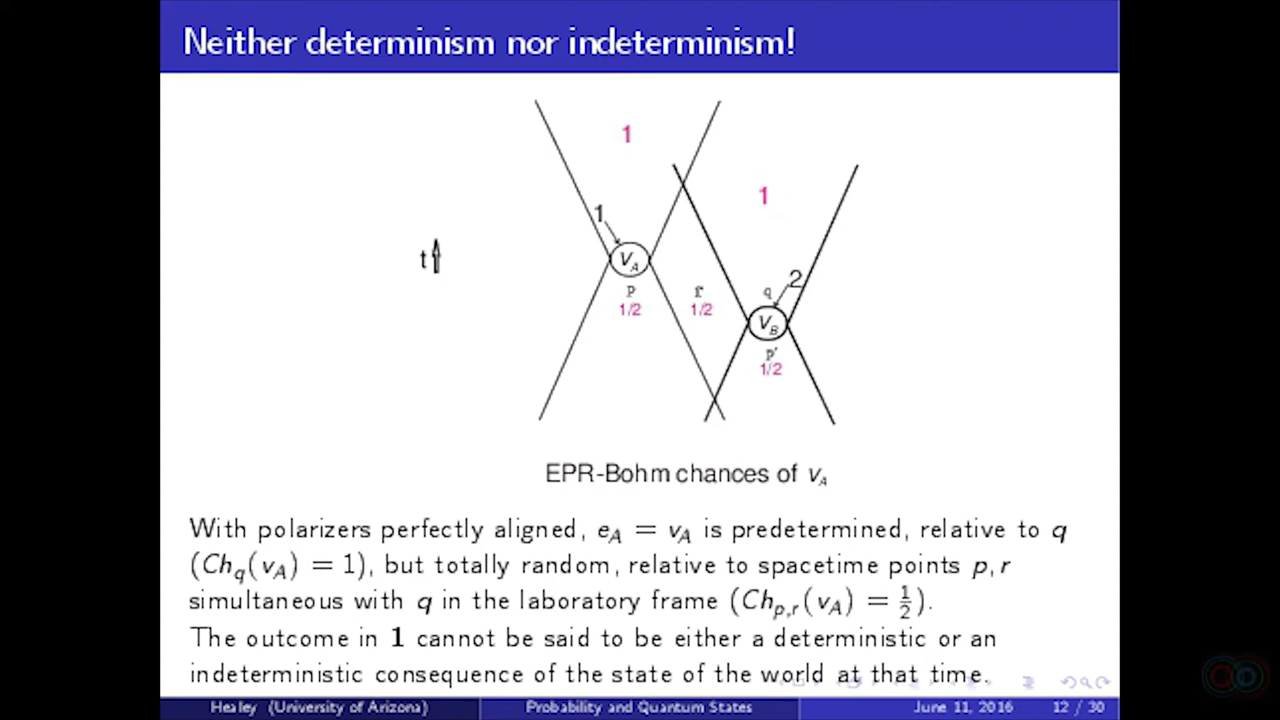 Neither determinism nor indeterminism!
1
1
1
t
V_A
2
p
r
q
1/2
1/2
V_B
p'
1/2
EPR-Bohm chances of v_A
With polarizers perfectly aligned, e_A = v_A is predetermined, relative to q
(Ch_q(v_A) = 1), but totally random, relative to spacetime points p, r
simultaneous with q in the laboratory frame (Ch_{p,r}(v_A) = 1/2).
The outcome in 1 cannot be said to be either a deterministic or an
indeterministic consequence of the state of the world at that time.
Healey (University of Arizona) Probability and Quantum States June 11, 2016 12 / 30